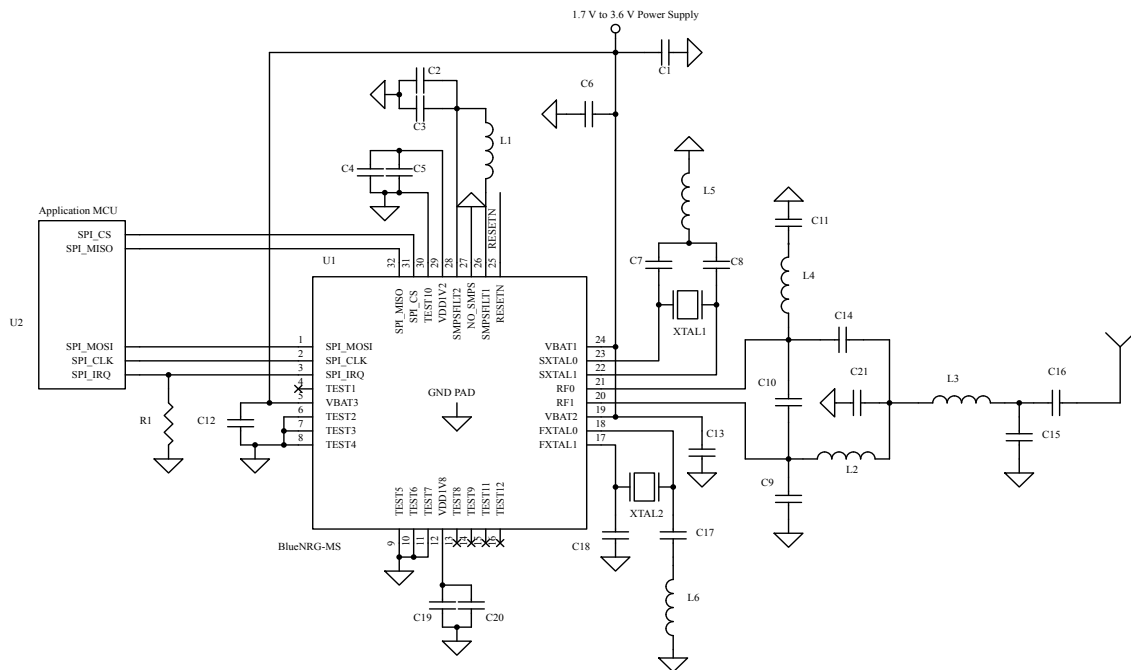 1.7 V to 3.6 V Power Supply
C1
C2
C6
C3
L1
C4
C5
L5
C11
Application MCU
SPI_CS
SPI_MISO
RESETN
C7
C8
L4
U1
32
31
30
29
28
27
26
25
SPI_MISO
SPI_CS
TEST10
VDD1V2
SMPSFILT2
NO_SMPS
SMPSFILT1
RESETN
XTAL1
C14
U2
SPI_MOSI
1
SPI_MOSI
VBAT1
24
SPI_CLK
2
SPI_CLK
SXTAL0
23
SPI_IRQ
3
SPI_IRQ
SXTAL1
22
C21
L3
C16
4
TEST1
RF0
21
C10
GND PAD
5
VBAT3
RF1
20
R1
C12
6
TEST2
VBAT2
19
7
TEST3
FXTAL0
18
C13
C15
8
TEST4
FXTAL1
17
L2
C9
TEST5
TEST6
TEST7
VDD1V8
TEST8
TEST9
TEST11
TEST12
XTAL2
BlueNRG-MS
9
10
11
12
13
14
15
16
C18
C17
L6
C19
C20